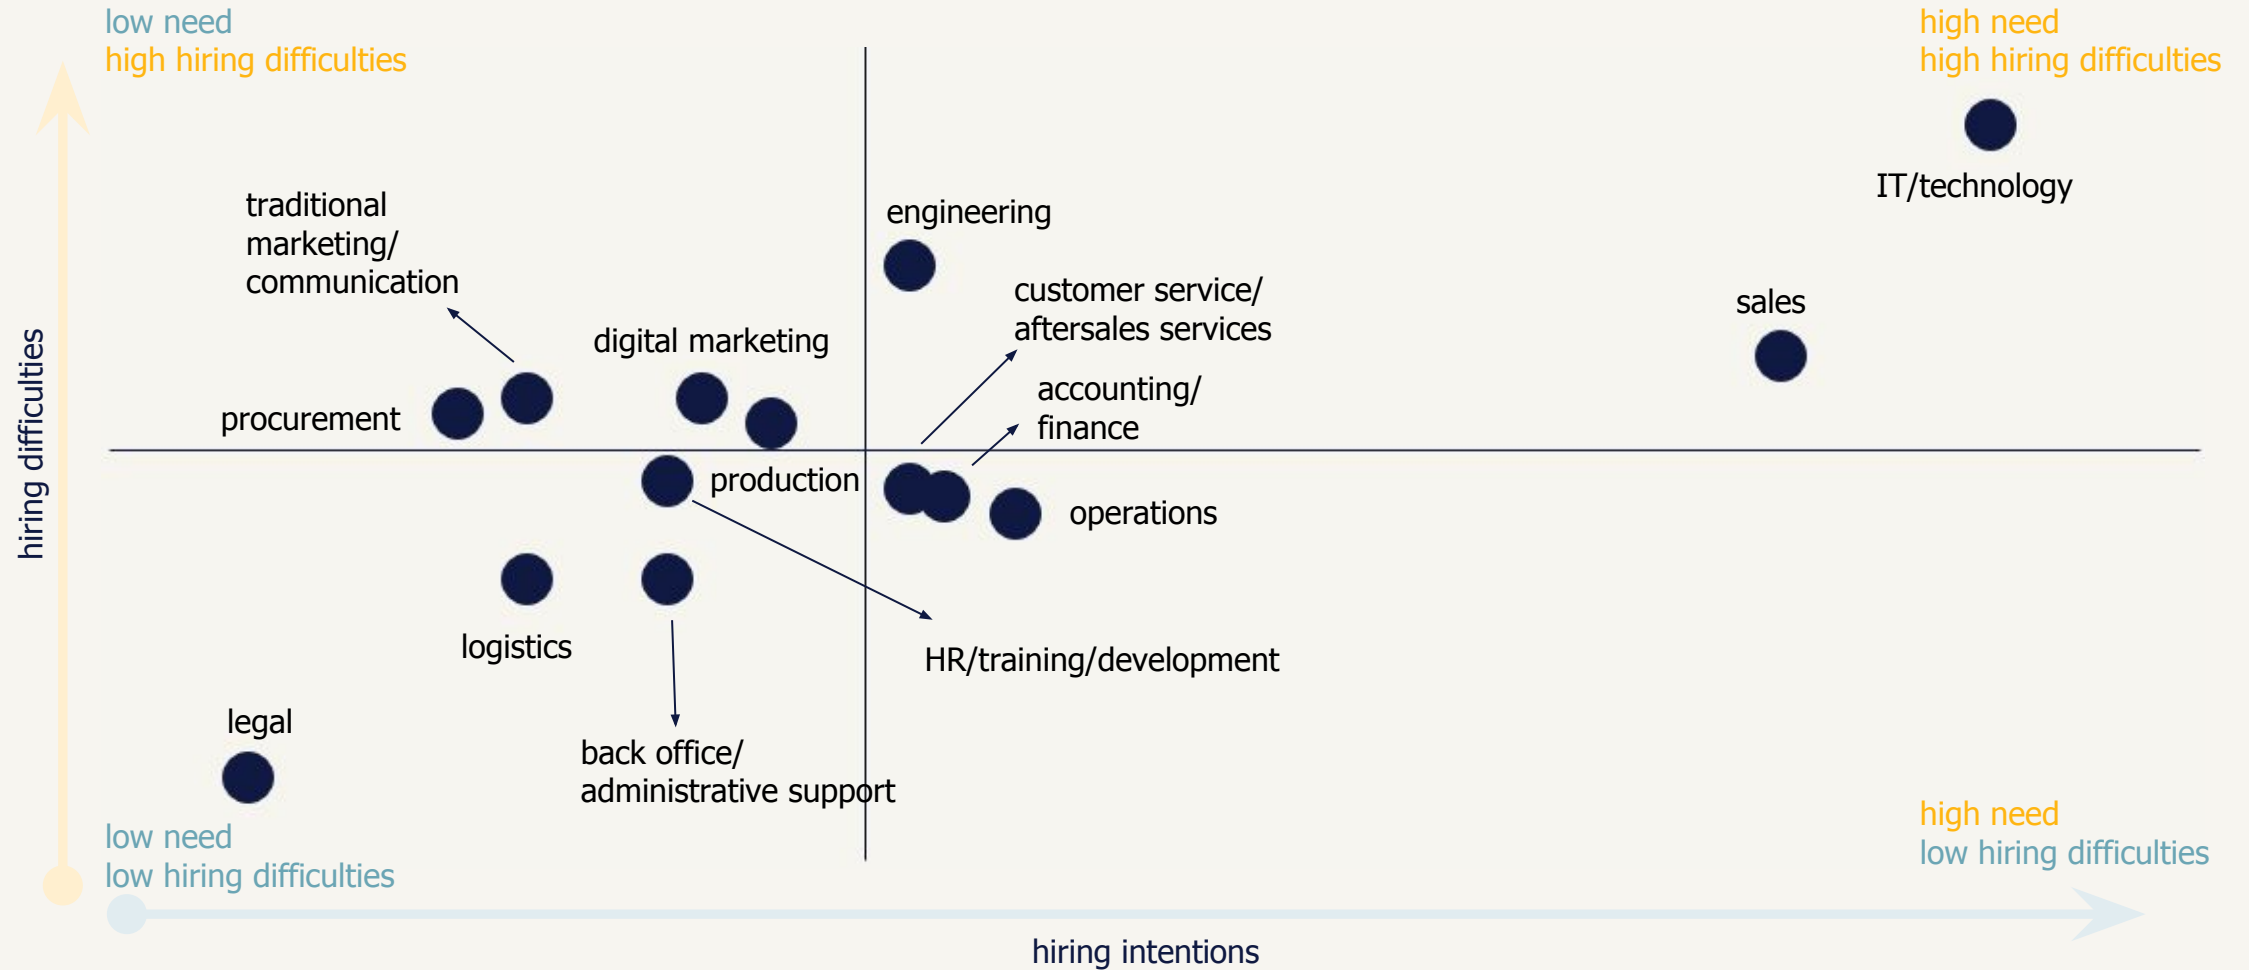 low need
high hiring difficulties
high need
high hiring difficulties
IT/technology
traditional
marketing/
communication
engineering
customer service/
aftersales services
sales
digital marketing
accounting/
finance
procurement
hiring difficulties
production
operations
logistics
HR/training/development
legal
back office/
administrative support
low need
low hiring difficulties
high need
low hiring difficulties
hiring intentions